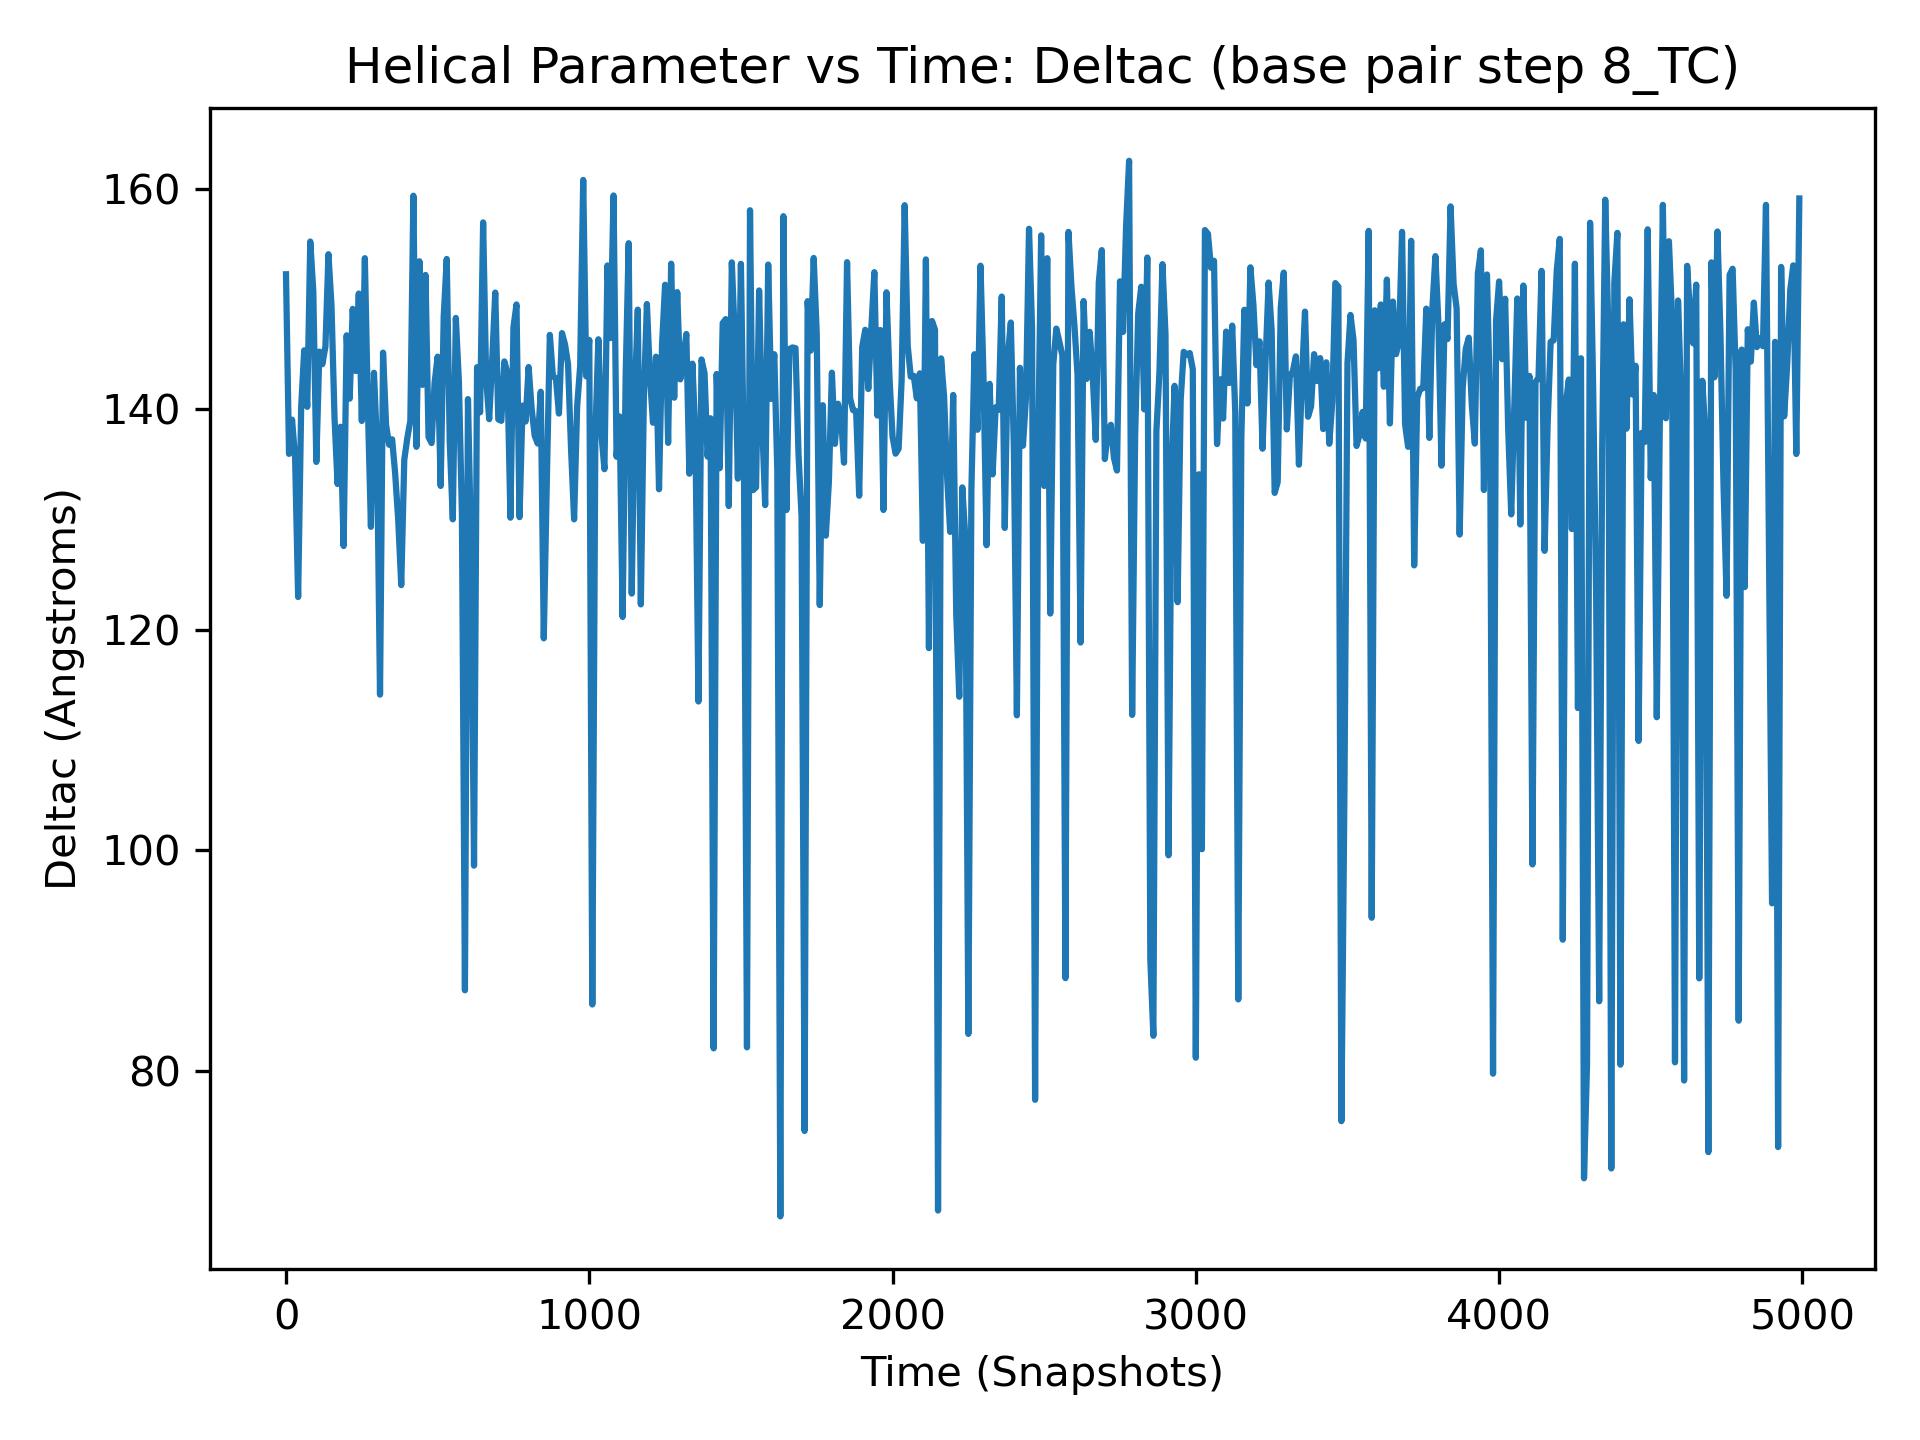 Helical Parameter vs Time: Deltac (base pair step 8_TC)
160
140
120
100
80
Deltac (Angstroms)
0 1000 2000 3000 4000 5000
Time (Snapshots)